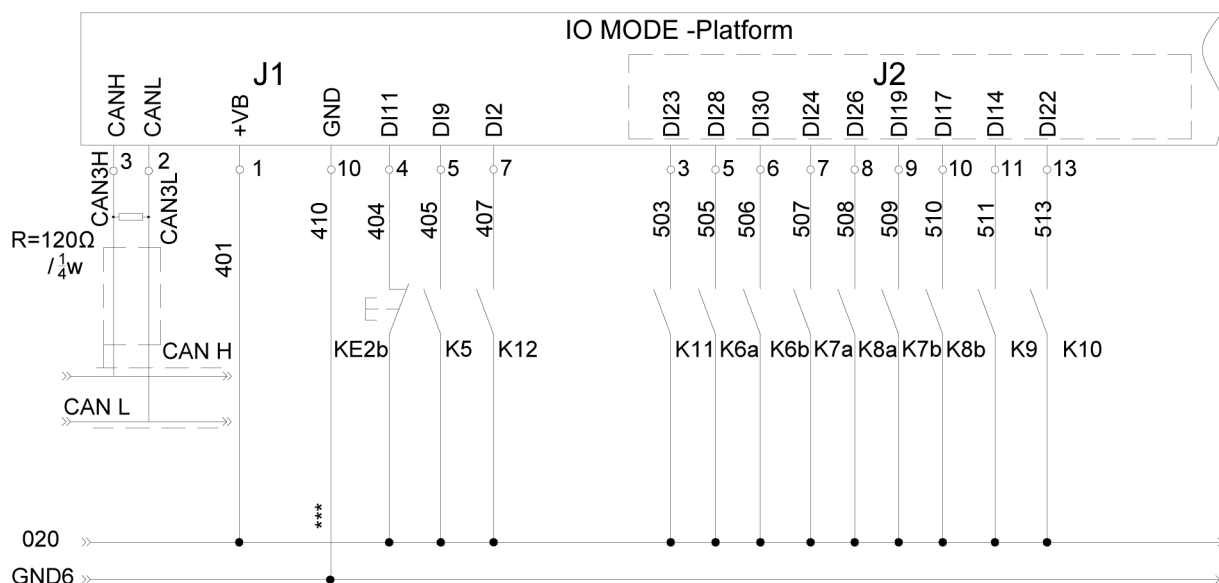 IO MODE -Platform
J1
J2
CANH
CANL
+VB
GND
DI11
DI9
DI2
DI23
DI28
DI30
DI24
DI26
DI19
DI17
DI14
DI22
3
2
1
10
4
5
7
3
5
6
7
8
9
10
11
13
CAN3H
CAN3L
401
410
404
405
407
503
505
506
507
508
509
510
511
513
R=120Ω
/¼w
KE2b
K5
K12
K11
K6a
K6b
K7a
K8a
K7b
K8b
K9
K10
CAN H
CAN L
***
020
GND6